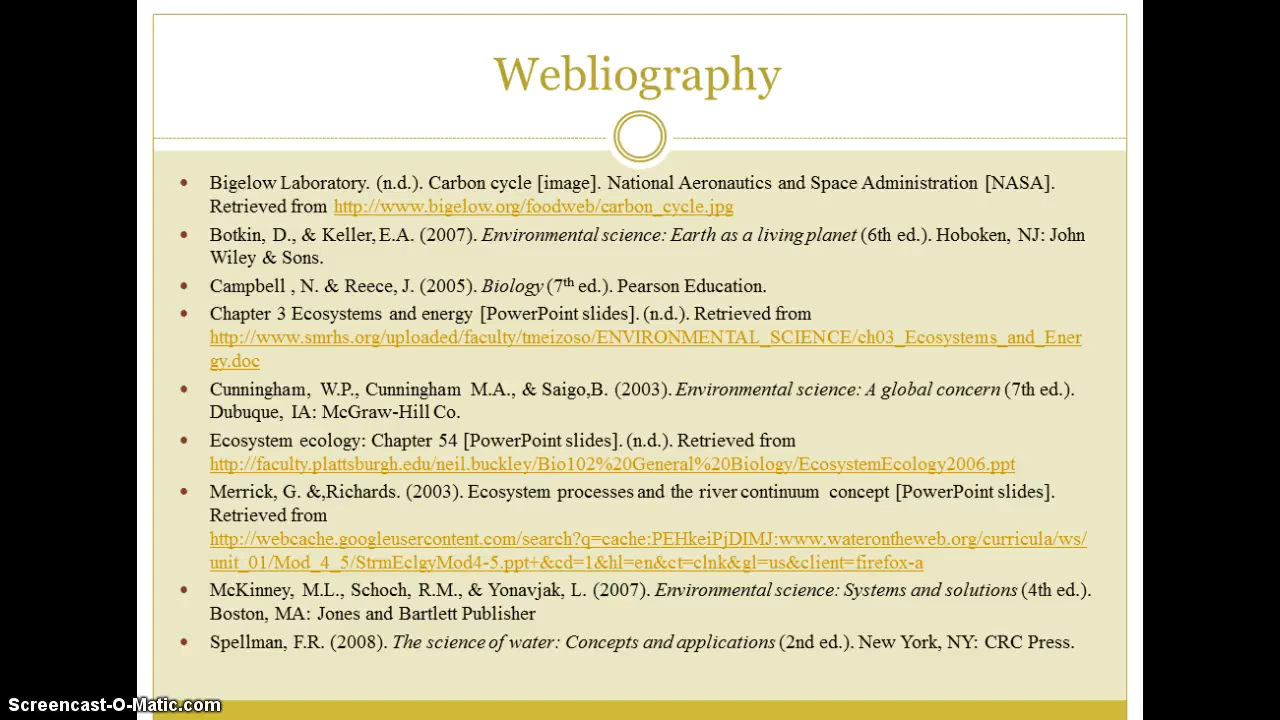 Webliography
Bigelow Laboratory. (n.d.). Carbon cycle [image]. National Aeronautics and Space Administration [NASA].
Retrieved from http://www.bigelow.org/foodweb/carbon_cycle.jpg
Botkin, D., & Keller, E.A. (2007). Environmental science: Earth as a living planet (6th ed.). Hoboken, NJ: John
Wiley & Sons.
Campbell , N. & Reece, J. (2005). Biology (7th ed.). Pearson Education.
Chapter 3 Ecosystems and energy [PowerPoint slides]. (n.d.). Retrieved from
http://www.smrhs.org/uploaded/faculty/tmeizoso/ENVIRONMENTAL_SCIENCE/ch03_Ecosystems_and_Ener
gy.doc
Cunningham, W.P., Cunningham M.A., & Saigo,B. (2003). Environmental science: A global concern (7th ed.).
Dubuque, IA: McGraw-Hill Co.
Ecosystem ecology: Chapter 54 [PowerPoint slides]. (n.d.). Retrieved from
http://faculty.plattsburgh.edu/neil.buckley/Bio102%20General%20Biology/EcosystemEcology2006.ppt
Merrick, G. &,Richards. (2003). Ecosystem processes and the river continuum concept [PowerPoint slides].
Retrieved from
http://webcache.googleusercontent.com/search?q=cache:PEHkeiPjDIMJ:www.waterontheweb.org/curricula/ws/
unit_01/Mod_4_5/StrmEclgyMod4-5.ppt+&cd=1&hl=en&ct=clnk&gl=us&client=firefox-a
McKinney, M.L., Schoch, R.M., & Yonavjak, L. (2007). Environmental science: Systems and solutions (4th ed.).
Boston, MA: Jones and Bartlett Publisher
Spellman, F.R. (2008). The science of water: Concepts and applications (2nd ed.). New York, NY: CRC Press.
Screencast-O-Matic.com